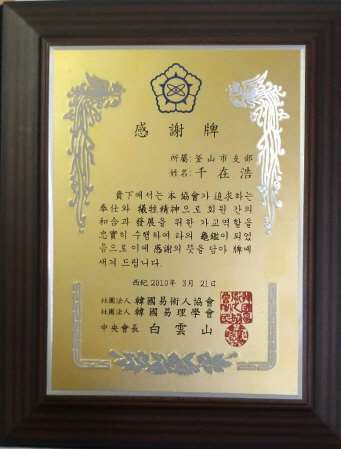 感謝牌
所屬:釜山市支部
姓名:千在浩
貴下에서는 本 協會가 追求하는
奉仕와 犧牲精神으로 회원 간의
和合과 發展을 위한 가교역할을
忠實히 수행하여 타의 龜鑑이 되었
음으로 이에 感謝의 뜻을 담아 牌에
새겨 드립니다.
西紀 2010年 3月 21日
社團法人 韓國易術人協會
社團法人 韓國易理學會
中央會長 白雲山